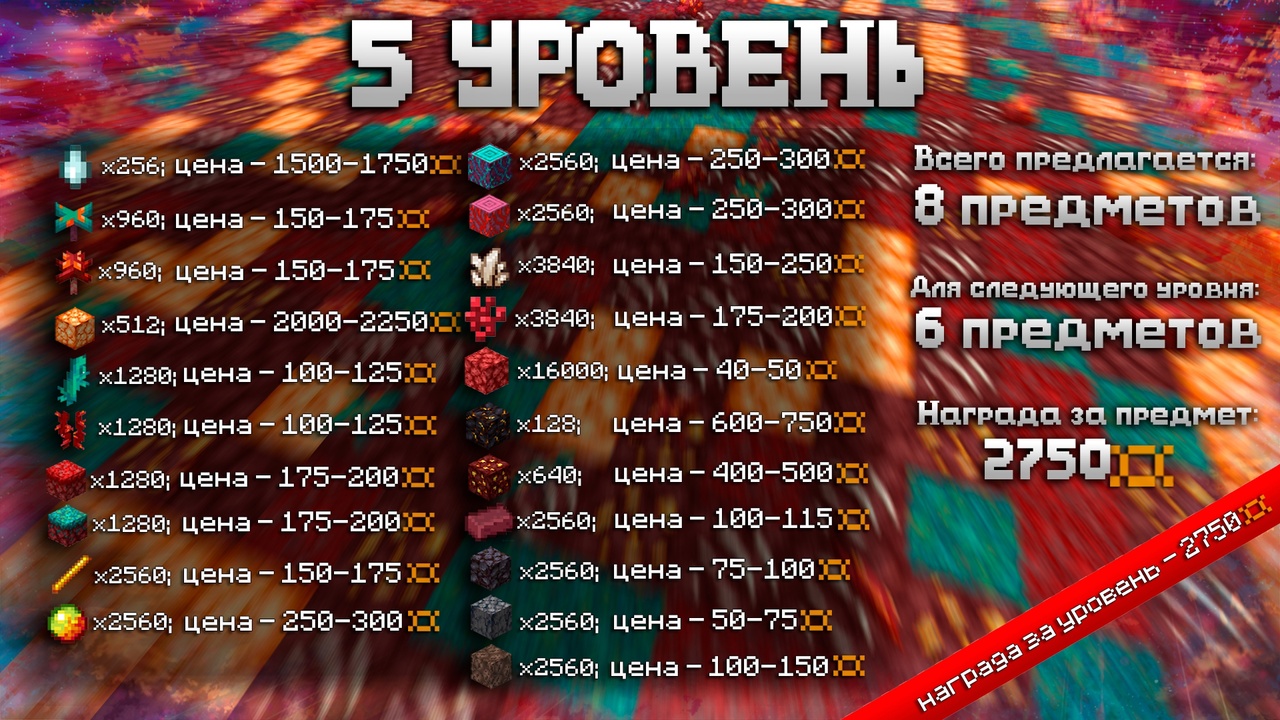 5 УРОВЕНЬ
x256; цена - 1500-1750
x960; цена - 150-175
x960; цена - 150-175
x512; цена - 2000-2250
x1280; цена - 100-125
x1280; цена - 100-125
x1280; цена - 175-200
x1280; цена - 175-200
x2560; цена - 150-175
x2560; цена - 250-300
x2560; цена - 250-300
x2560; цена - 250-300
x3840; цена - 150-250
x3840; цена - 175-200
x16000; цена - 40-50
x128; цена - 600-750
x640; цена - 400-500
x2560; цена - 100-115
x2560; цена - 75-100
x2560; цена - 50-75
x2560; цена - 100-150
Всего предлагается:
8 предметов
Для следующего уровня:
6 предметов
Награда за предмет:
2750
награда за уровень - 2750